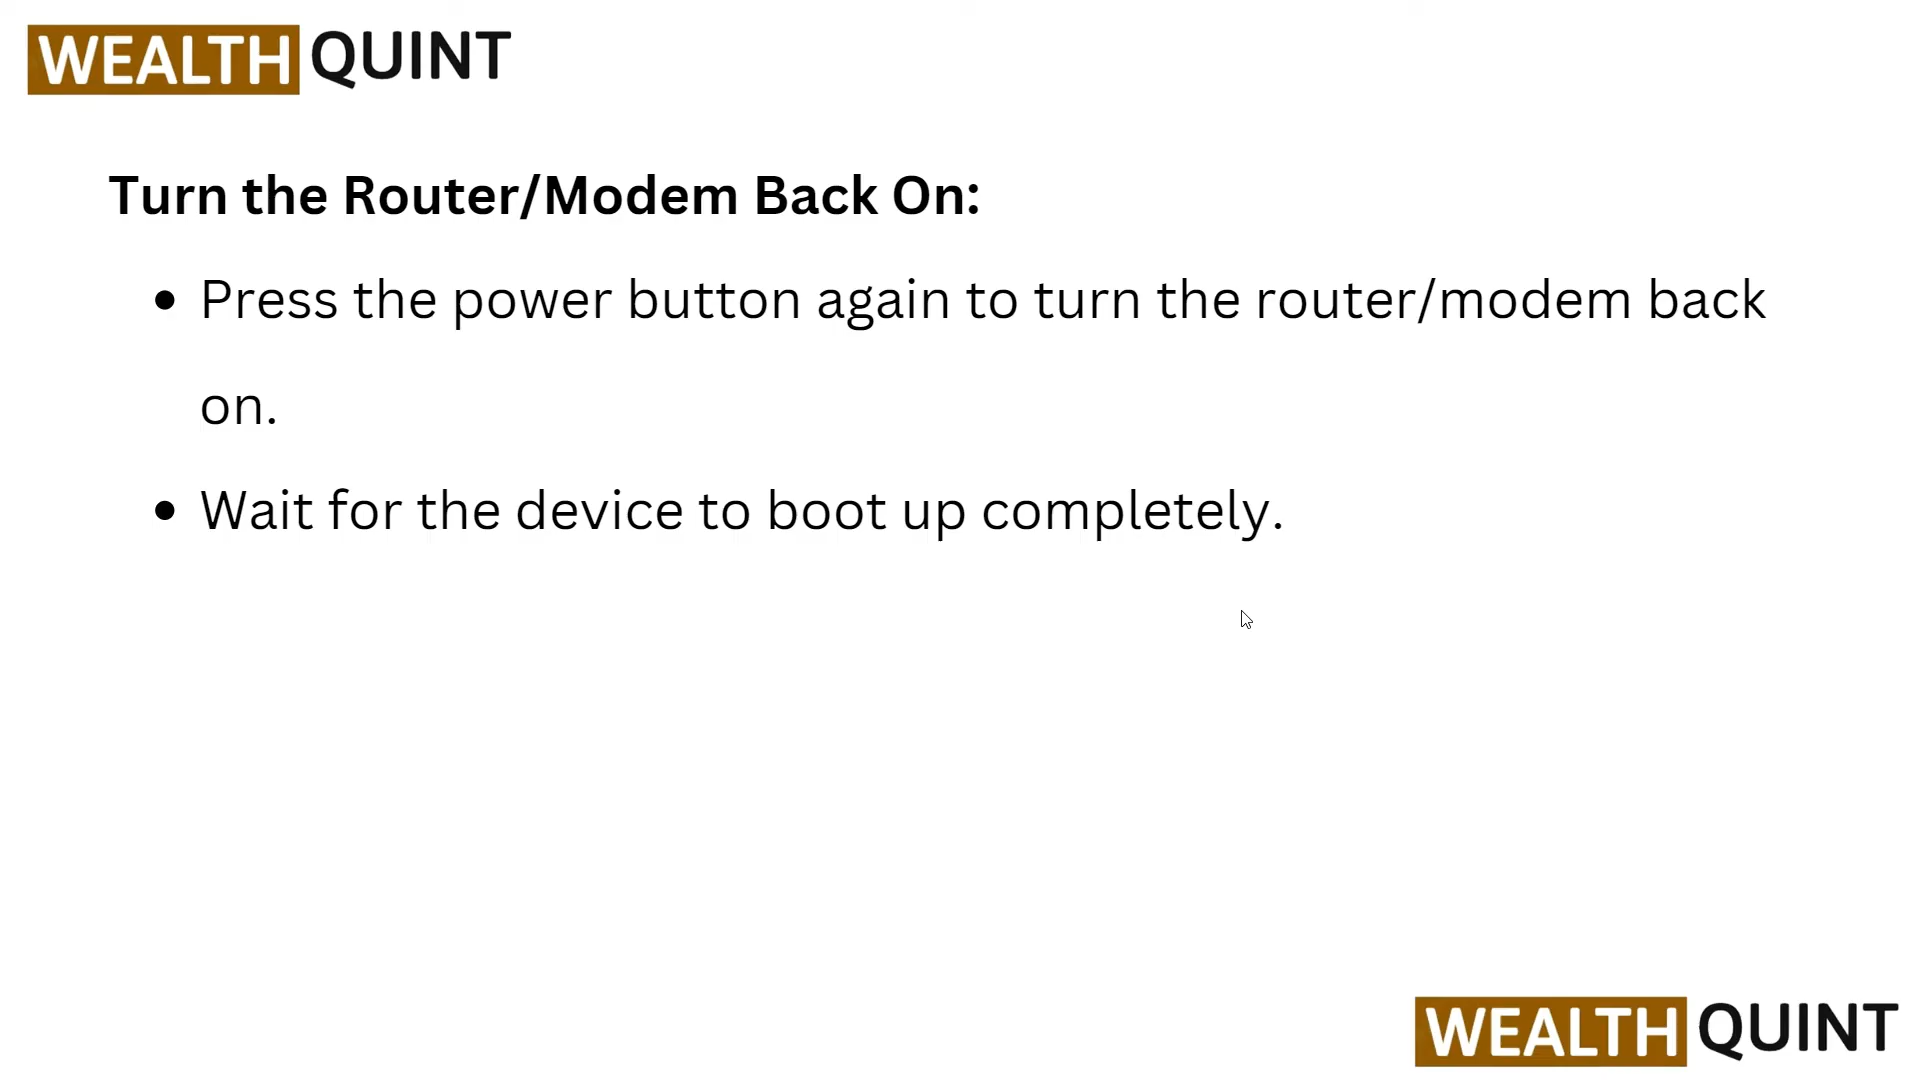 WEALTH QUINT
Turn the Router/Modem Back On:
• Press the power button again to turn the router/modem back
on.
• Wait for the device to boot up completely.
WEALTH QUINT